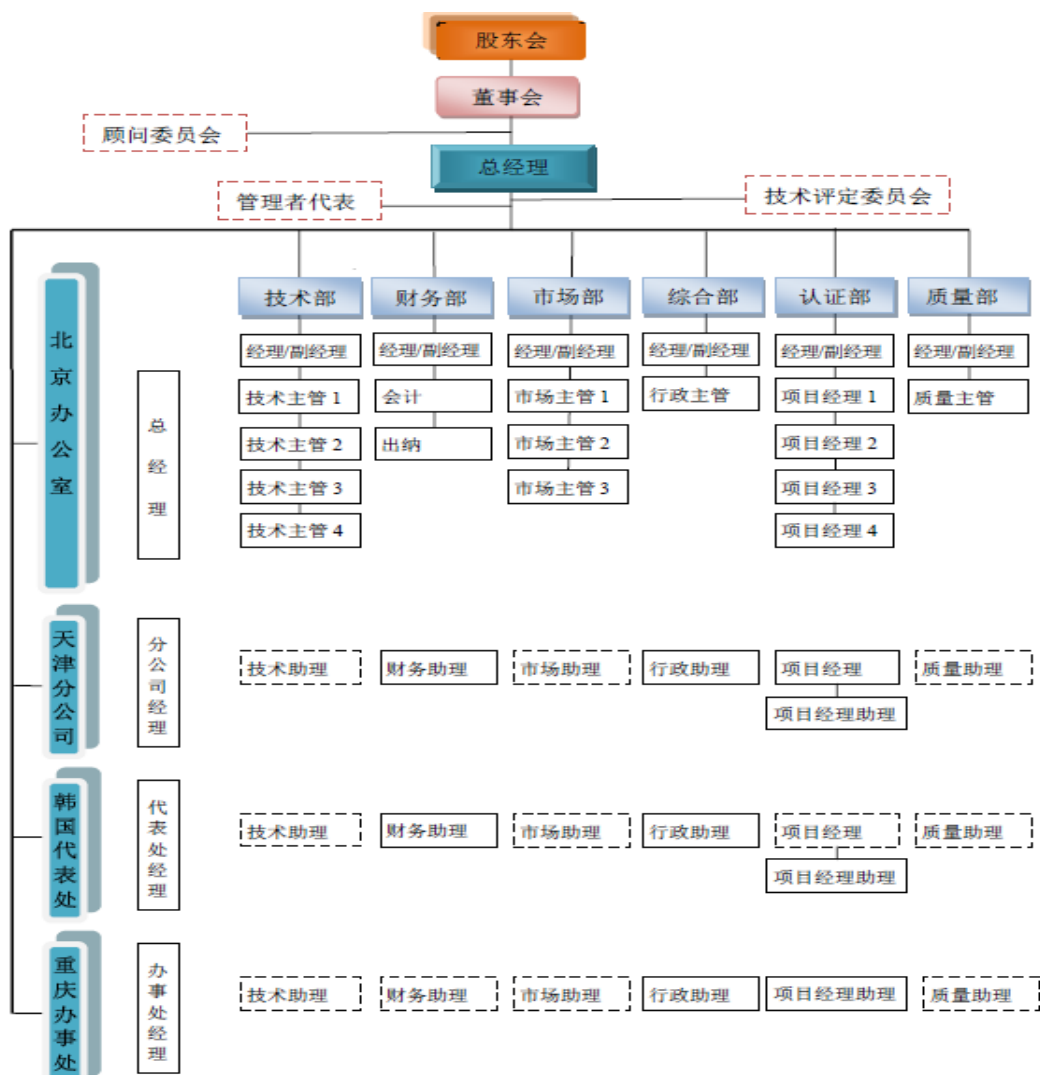 股东会
董事会
顾问委员会
总经理
管理者代表
技术评定委员会
北京办公室
总经理
技术部
财务部
市场部
综合部
认证部
质量部
经理/副经理
经理/副经理
经理/副经理
经理/副经理
经理/副经理
经理/副经理
技术主管 1
会计
市场主管 1
行政主管
项目经理 1
质量主管
技术主管 2
出纳
市场主管 2
项目经理 2
技术主管 3
市场主管 3
项目经理 3
技术主管 4
项目经理 4
天津分公司
分公司经理
技术助理
财务助理
市场助理
行政助理
项目经理
质量助理
项目经理助理
韩国代表处
代表处经理
技术助理
财务助理
市场助理
行政助理
项目经理
质量助理
项目经理助理
重庆办事处
办事处经理
技术助理
财务助理
市场助理
行政助理
项目经理助理
质量助理